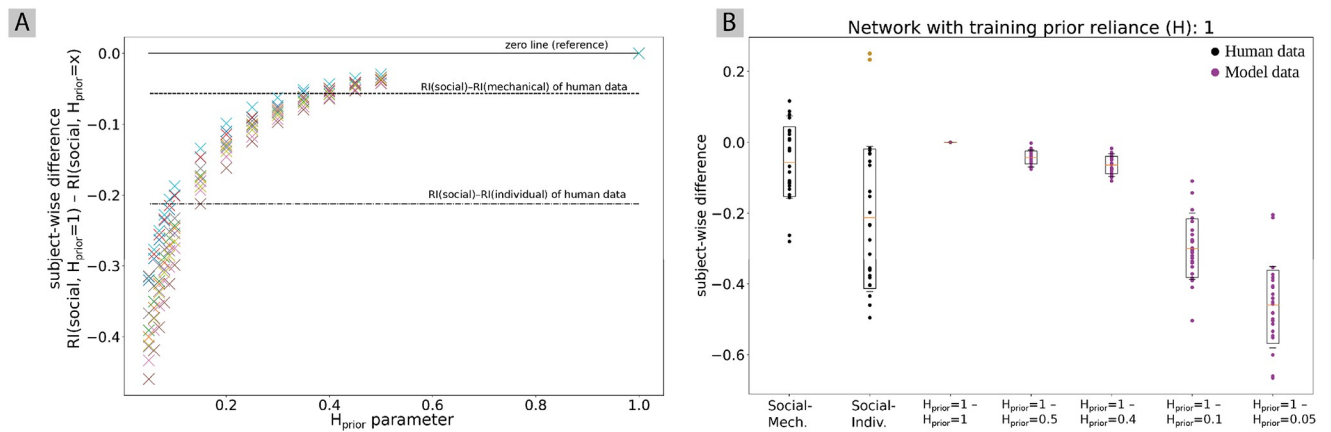 A
subject-wise difference
RI(social, Hprior=1) – RI(social, Hprior=x)
0.0
−0.1
−0.2
−0.3
−0.4
zero line (reference)
RI(social)–RI(mechanical) of human data
RI(social)–RI(individual) of human data
0.2
0.4
0.6
0.8
1.0
Hprior parameter
B
Network with training prior reliance (H): 1
Human data
Model data
subject-wise difference
0.2
0.0
−0.2
−0.4
−0.6
Social-
Mech.
Social-
Indiv.
Hprior=1 –
Hprior=1
Hprior=1 –
Hprior=0.5
Hprior=1 –
Hprior=0.4
Hprior=1 –
Hprior=0.1
Hprior=1 –
Hprior=0.05